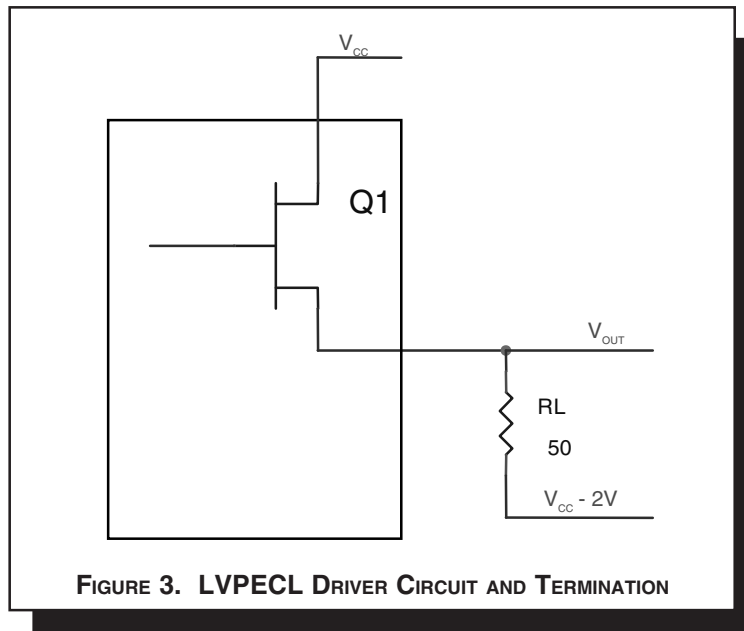 VCC
Q1
VOUT
RL
50
VCC - 2V
FIGURE 3. LVPECL DRIVER CIRCUIT AND TERMINATION